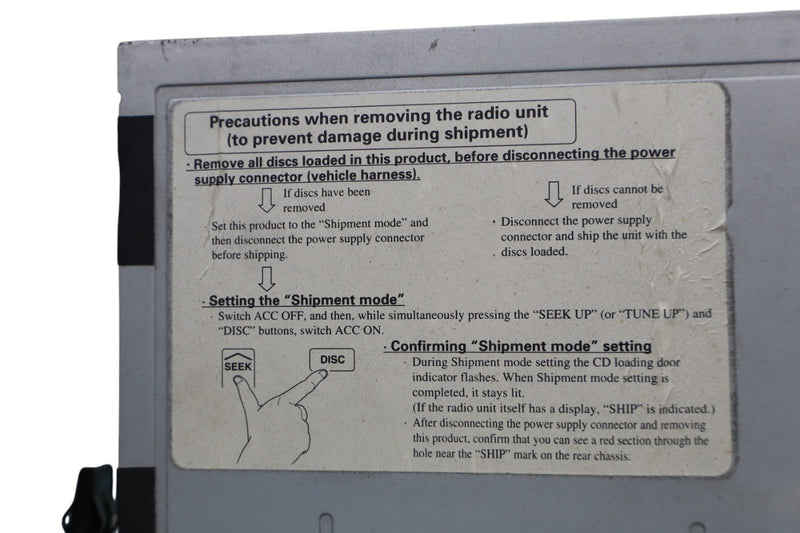 Precautions when removing the radio unit
(to prevent damage during shipment)
· Remove all discs loaded in this product, before disconnecting the power
supply connector (vehicle harness).
If discs have been
removed
If discs cannot be
removed
· Set this product to the "Shipment mode" and
then disconnect the power supply connector
before shipping.
· Disconnect the power supply
connector and ship the unit with the
discs loaded.
· Setting the "Shipment mode"
· Switch ACC OFF, and then, while simultaneously pressing the "SEEK UP" (or "TUNE UP") and
"DISC" buttons, switch ACC ON.
SEEK
DISC
· Confirming "Shipment mode" setting
· During Shipment mode setting the CD loading door
indicator flashes. When Shipment mode setting is
completed, it stays lit.
(If the radio unit itself has a display, "SHIP" is indicated.)
· After disconnecting the power supply connector and removing
this product, confirm that you can see a red section through the
hole near the "SHIP" mark on the rear chassis.